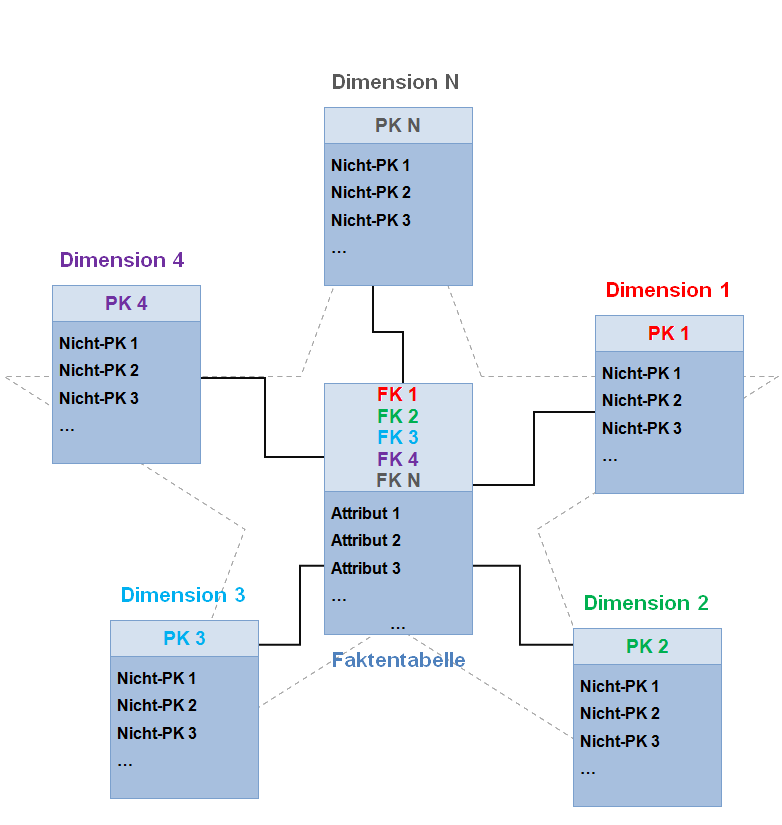 Dimension N
PK N
Nicht-PK 1
Nicht-PK 2
Nicht-PK 3
...
Dimension 4
PK 4
Nicht-PK 1
Nicht-PK 2
Nicht-PK 3
...
Dimension 1
PK 1
Nicht-PK 1
Nicht-PK 2
Nicht-PK 3
...
FK 1
FK 2
FK 3
FK 4
FK N
Attribut 1
Attribut 2
Attribut 3
...
...
Faktentabelle
Dimension 3
PK 3
Nicht-PK 1
Nicht-PK 2
Nicht-PK 3
...
Dimension 2
PK 2
Nicht-PK 1
Nicht-PK 2
Nicht-PK 3
...